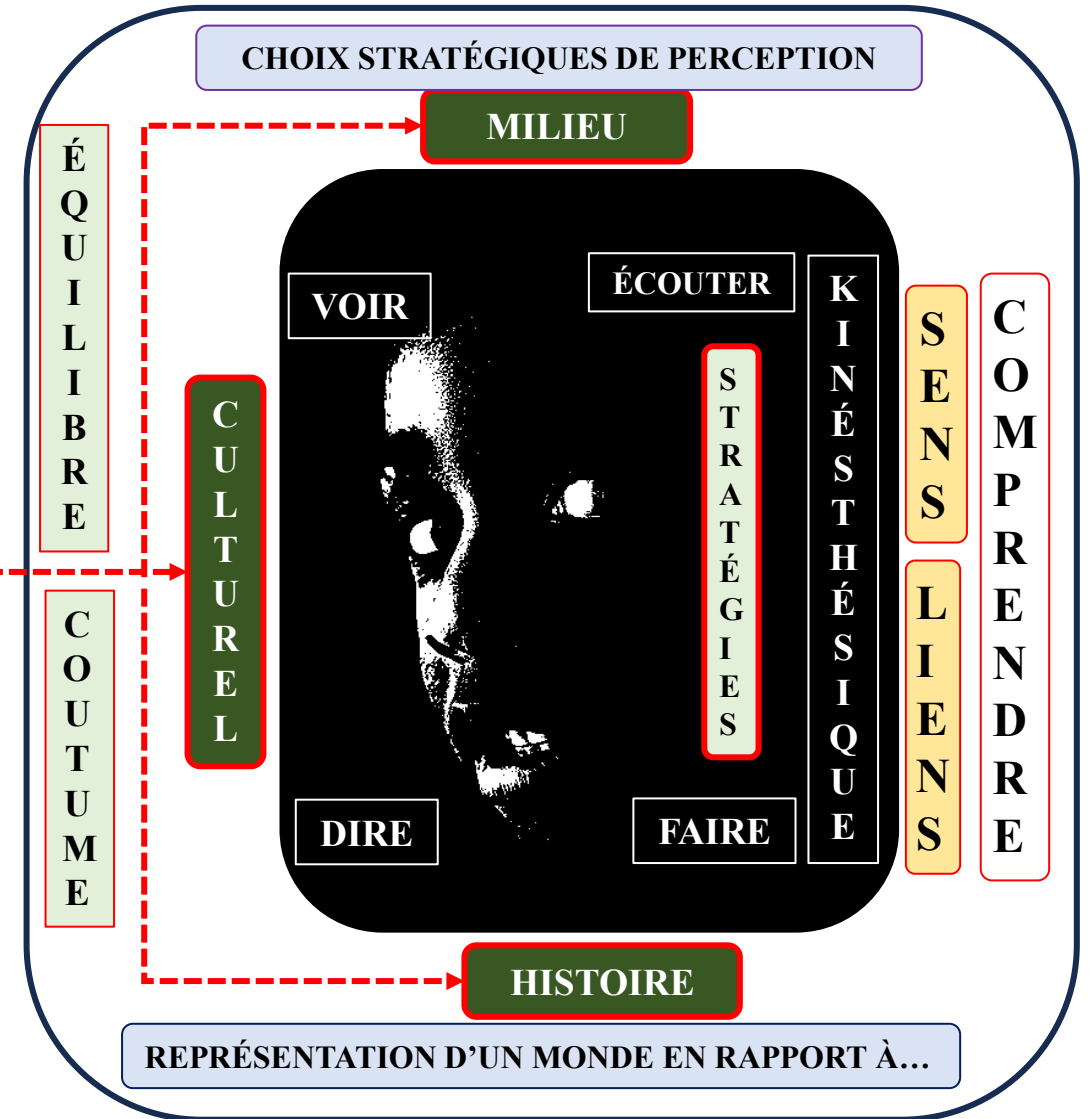 CHOIX STRATÉGIQUES DE PERCEPTION
MILIEU
ÉQUILIBRE
COUTUME
CULTUREL
VOIR
ÉCOUTER
STRATÉGIES
KINÉSTHÉSIQUE
DIRE
FAIRE
SENS
LIENS
COMPRENDRE
HISTOIRE
REPRÉSENTATION D’UN MONDE EN RAPPORT À…